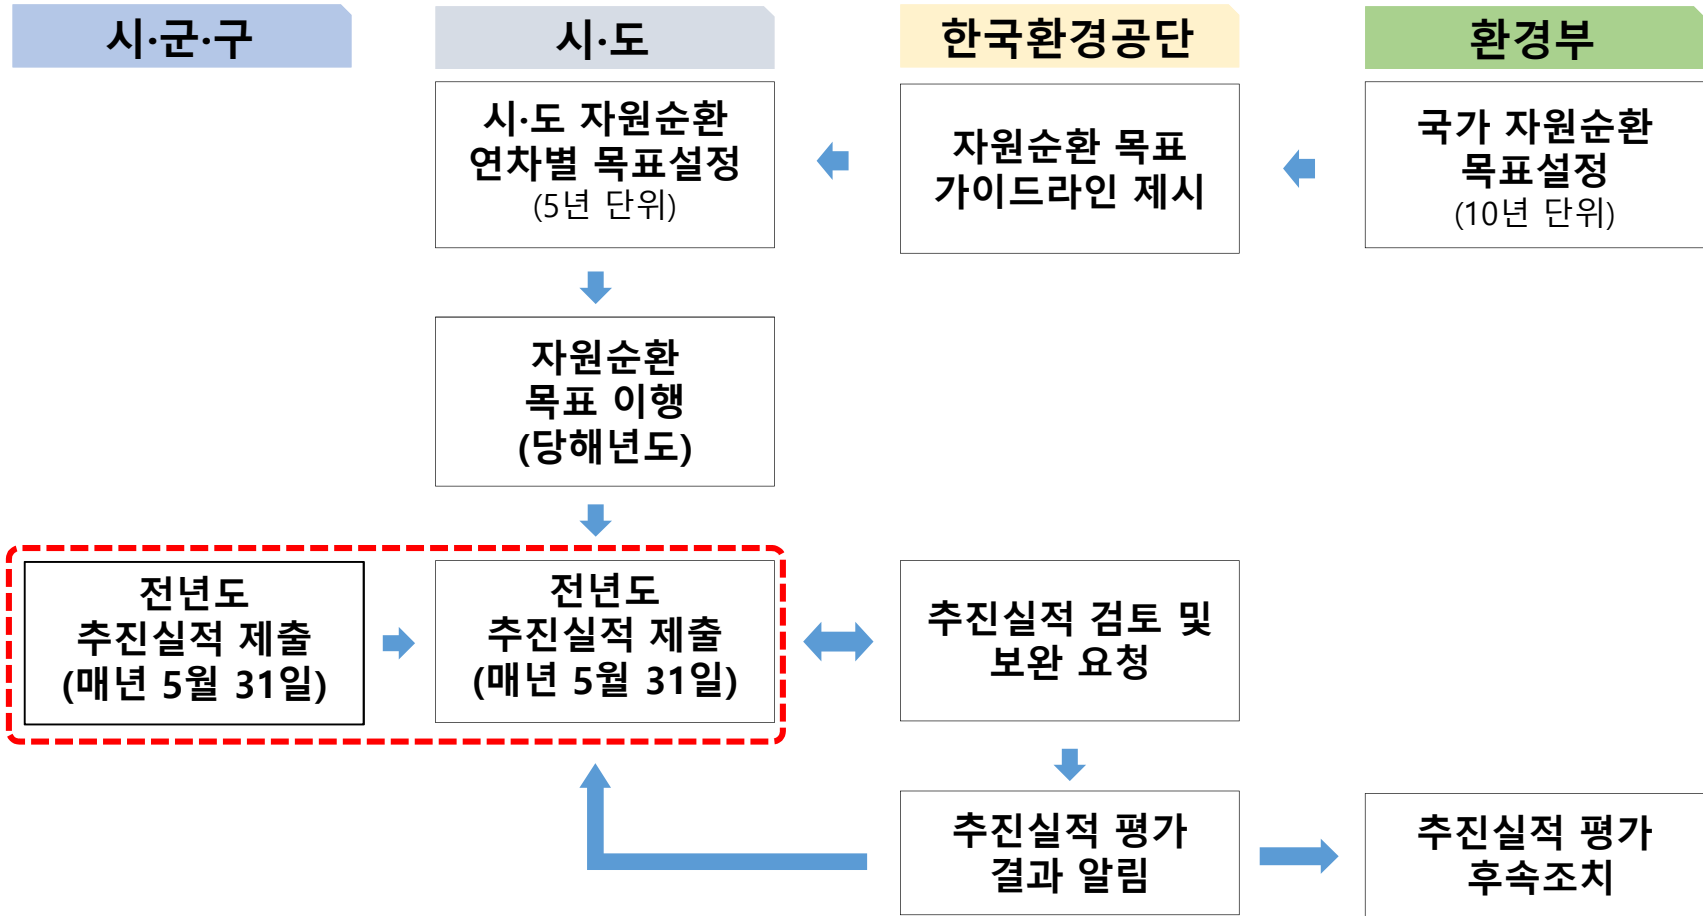 시·군·구
시·도
한국환경공단
환경부
시·도 자원순환
연차별 목표설정
(5년 단위)
자원순환 목표
가이드라인 제시
국가 자원순환
목표설정
(10년 단위)
자원순환
목표 이행
(당해년도)
전년도
추진실적 제출
(매년 5월 31일)
전년도
추진실적 제출
(매년 5월 31일)
추진실적 검토 및
보완 요청
추진실적 평가
결과 알림
추진실적 평가
후속조치